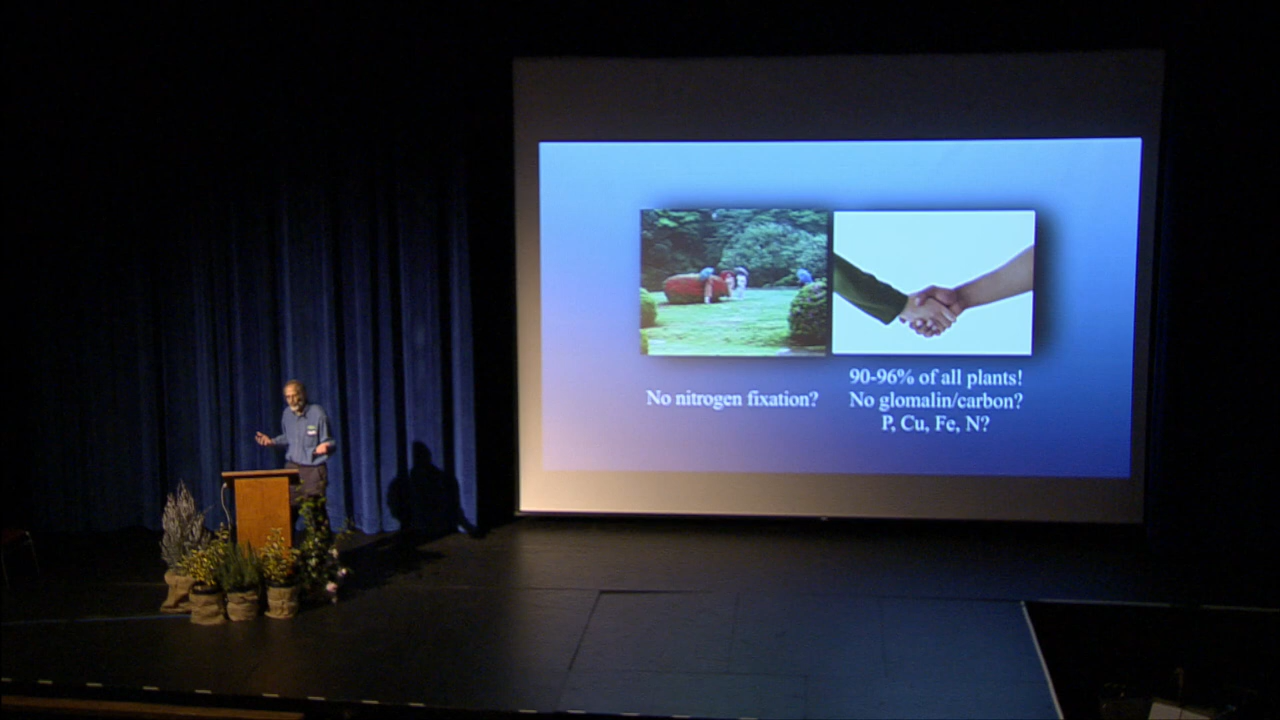 No nitrogen fixation?
90-96% of all plants!
No glomalin/carbon?
P, Cu, Fe, N?